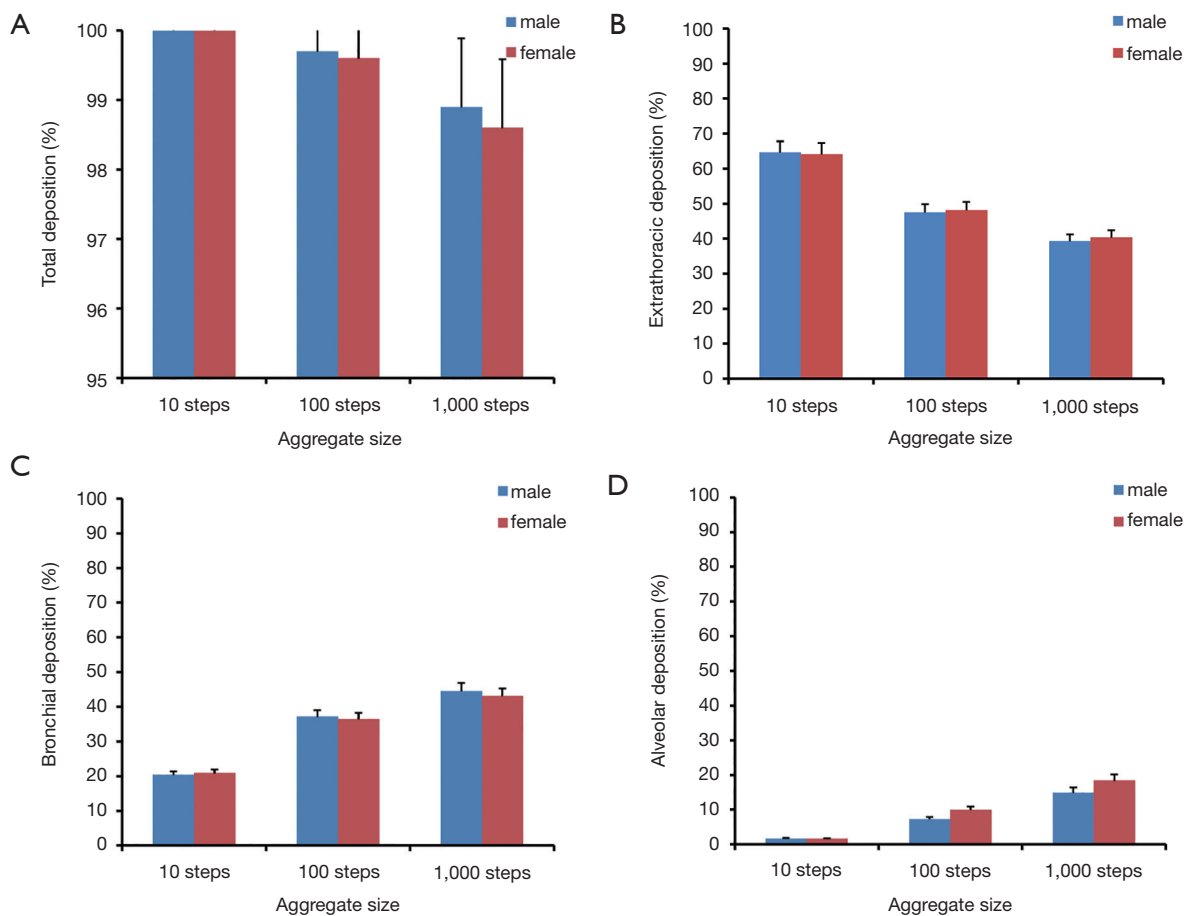 A
male
female
Total deposition (%)
100
99
98
97
96
95
10 steps 100 steps 1,000 steps
Aggregate size
B
male
female
Extrathoracic deposition (%)
100
90
80
70
60
50
40
30
20
10
0
10 steps 100 steps 1,000 steps
Aggregate size
C
male
female
Bronchial deposition (%)
100
90
80
70
60
50
40
30
20
10
0
10 steps 100 steps 1,000 steps
Aggregate size
D
male
female
Alveolar deposition (%)
100
90
80
70
60
50
40
30
20
10
0
10 steps 100 steps 1,000 steps
Aggregate size